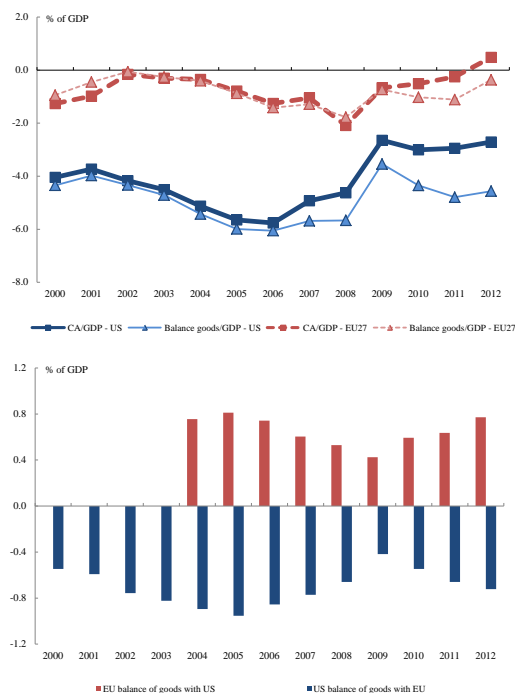 % of GDP
2.0
0.0
-2.0
-4.0
-6.0
-8.0
2000 2001 2002 2003 2004 2005 2006 2007 2008 2009 2010 2011 2012
CA/GDP - US Balance goods/GDP - US CA/GDP - EU27 Balance goods/GDP - EU27
% of GDP
1.2
0.8
0.4
0.0
-0.4
-0.8
-1.2
2000 2001 2002 2003 2004 2005 2006 2007 2008 2009 2010 2011 2012
EU balance of goods with US US balance of goods with EU